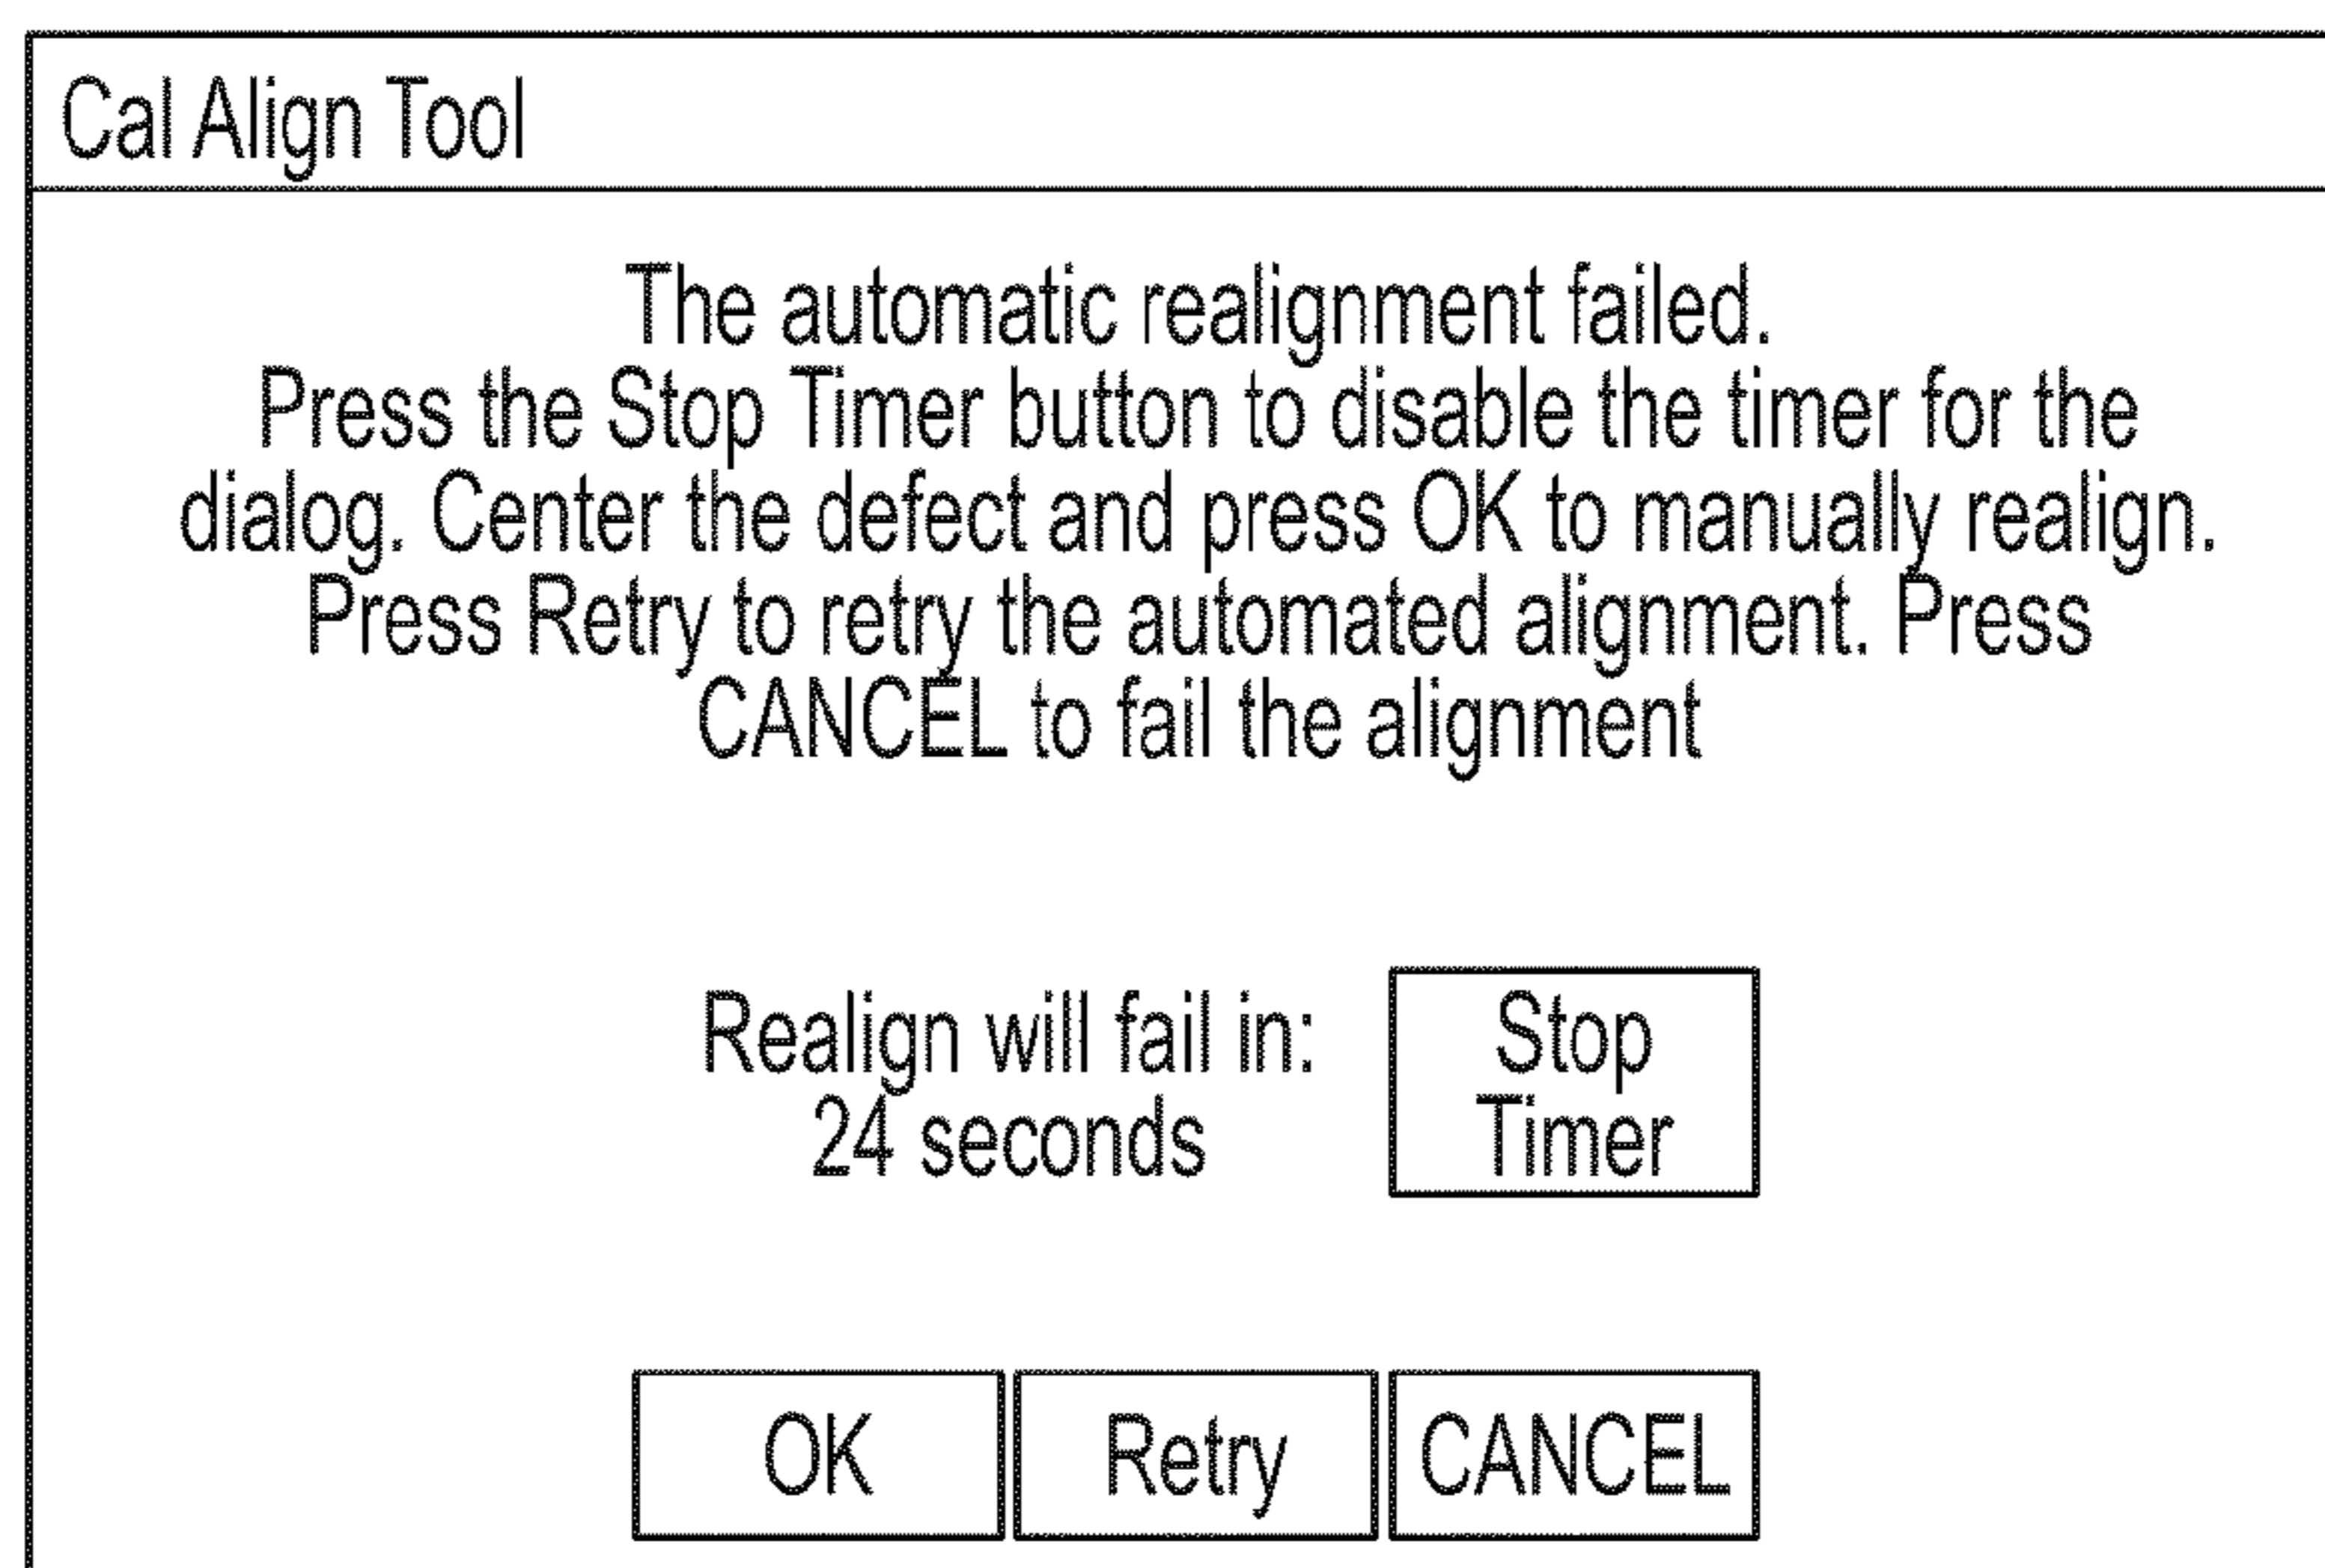 Cal Align Tool
The automatic realignment failed.
Press the Stop Timer button to disable the timer for the
dialog. Center the defect and press OK to manually realign.
Press Retry to retry the automated alignment. Press
CANCEL to fail the alignment
Realign will fail in:
24 seconds
Stop
Timer
OK
Retry
CANCEL